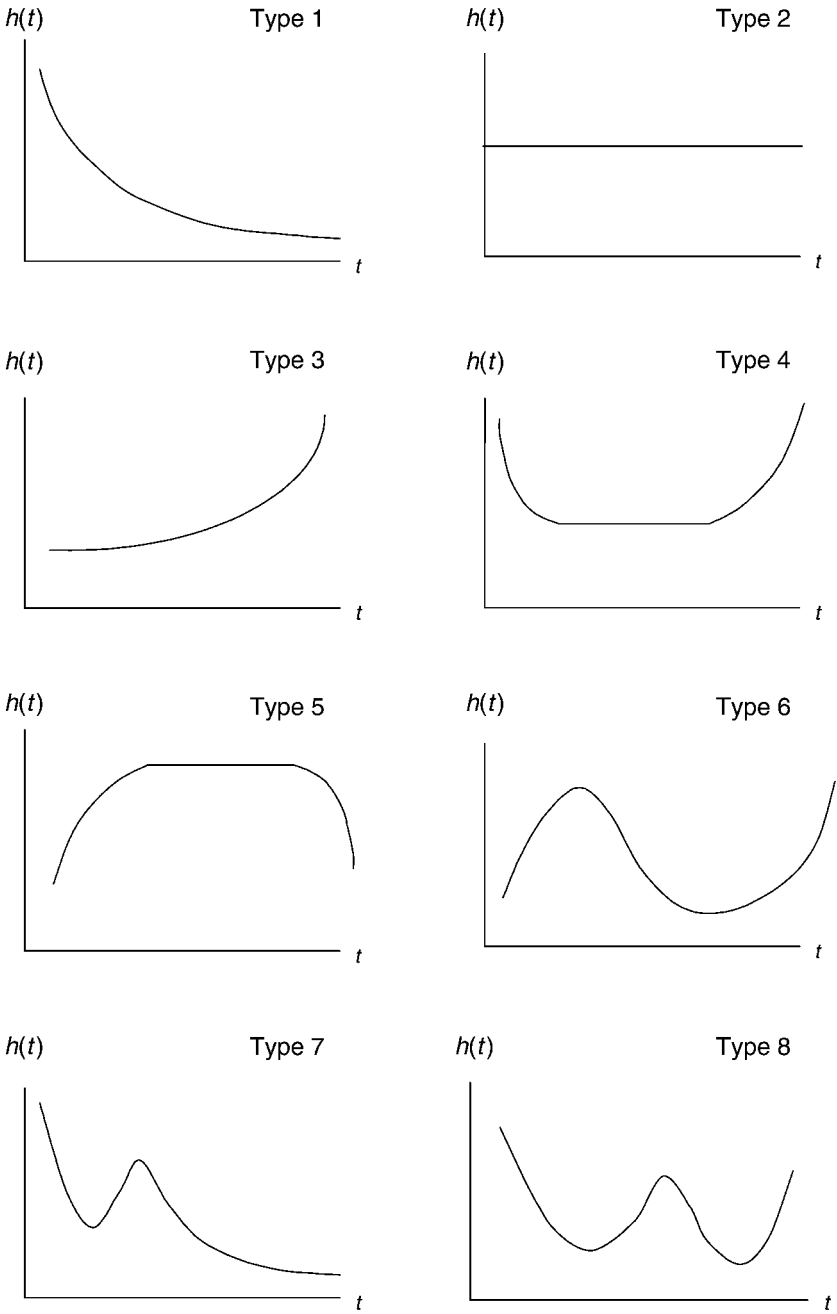 h(t) Type 1
t
h(t) Type 2
t
h(t) Type 3
t
h(t) Type 4
t
h(t) Type 5
t
h(t) Type 6
t
h(t) Type 7
t
h(t) Type 8
t